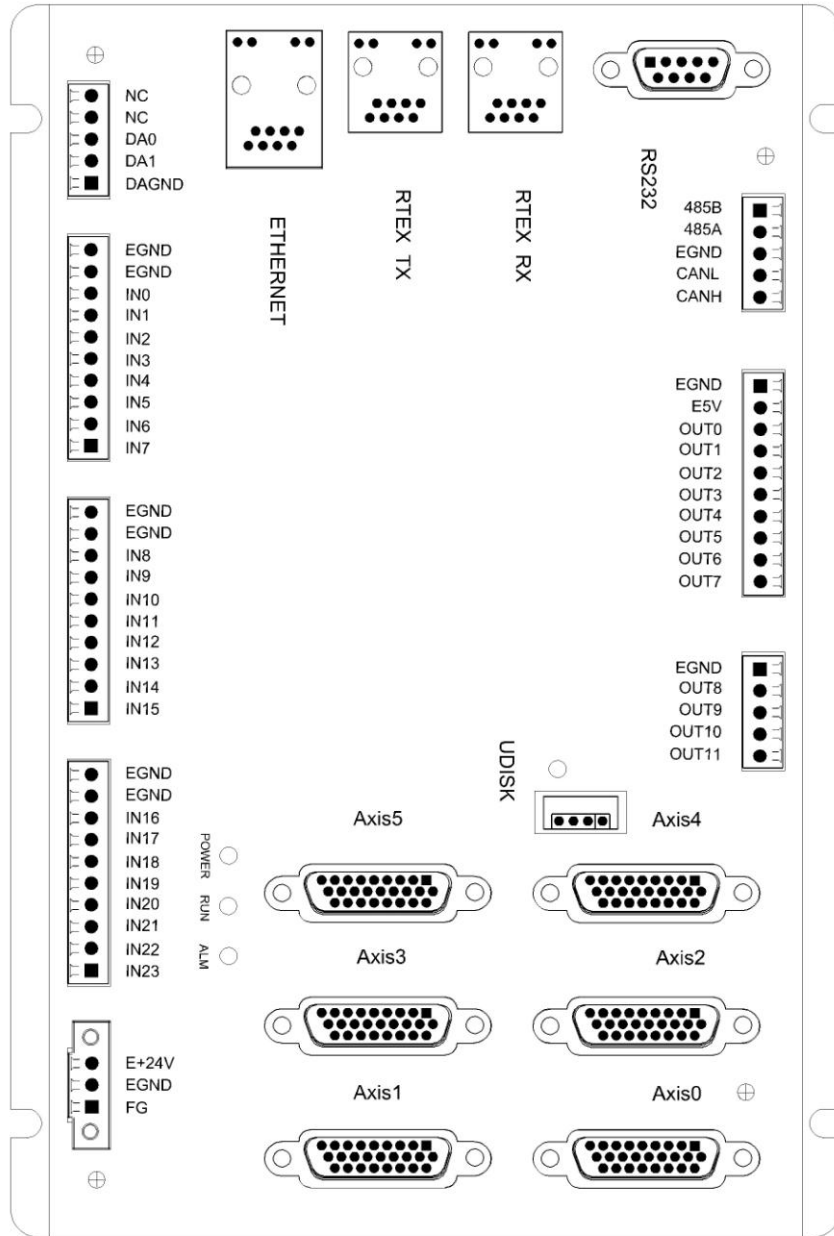 NC
NC
DA0
DA1
DAGND
EGND
EGND
IN0
IN1
IN2
IN3
IN4
IN5
IN6
IN7
EGND
EGND
IN8
IN9
IN10
IN11
IN12
IN13
IN14
IN15
EGND
EGND
IN16
IN17
IN18
IN19
IN20
IN21
IN22
IN23
E+24V
EGND
FG
ETHERNET
RTEX TX
RTEX RX
RS232
485B
485A
EGND
CANL
CANH
EGND
E5V
OUT0
OUT1
OUT2
OUT3
OUT4
OUT5
OUT6
OUT7
EGND
OUT8
OUT9
OUT10
OUT11
UDISK
POWER
RUN
ALM
Axis5
Axis4
Axis3
Axis2
Axis1
Axis0